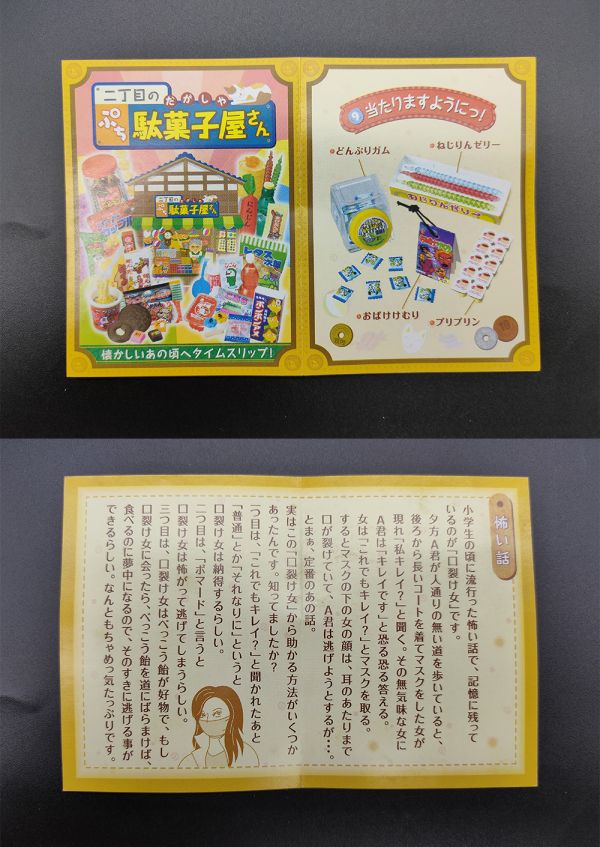 二丁目の
だがしや
ぷち
駄菓子屋さん
二丁目の
駄菓子屋さん
懐かしいあの頃へタイムスリップ！
9 当たりますようにっ！
どんぶりガム
ねじりんゼリー
ねじりんゼリー
おばけけむり
プリプリン
怖い話
小学生の頃に流行った怖い話で、記憶に残って
いるのが「口裂け女」です。
夕方A君が人通りの無い道を歩いていると、
後ろから長いコートを着てマスクをした女が
現れ「私キレイ？」と聞く。その無気味な女に
A君は「キレイです」と恐る恐る答える。
女は「これでもキレイ？」とマスクを取る。
するとマスクの下の女の顔は、耳のあたりまで
口が裂けていて、A君は逃げようとするが・・・。
とまぁ、定番のあの話。
実はこの「口裂け女」から助かる方法がいくつか
あったんです。知ってましたか？
一つ目は、「これでもキレイ？」と聞かれたあと
「普通」とか「それなりに」というと
口裂け女は納得するらしい。
二つ目は、「ポマード」と言うと
口裂け女は怖がって逃げてしまうらしい。
三つ目は、口裂け女はべっこう飴が好物で、もし
口裂け女に会ったら、べっこう飴を道にばらまけば、
食べるのに夢中になるので、そのすきに逃げる事が
できるらしい。なんともちゃめっ気たっぷりです。